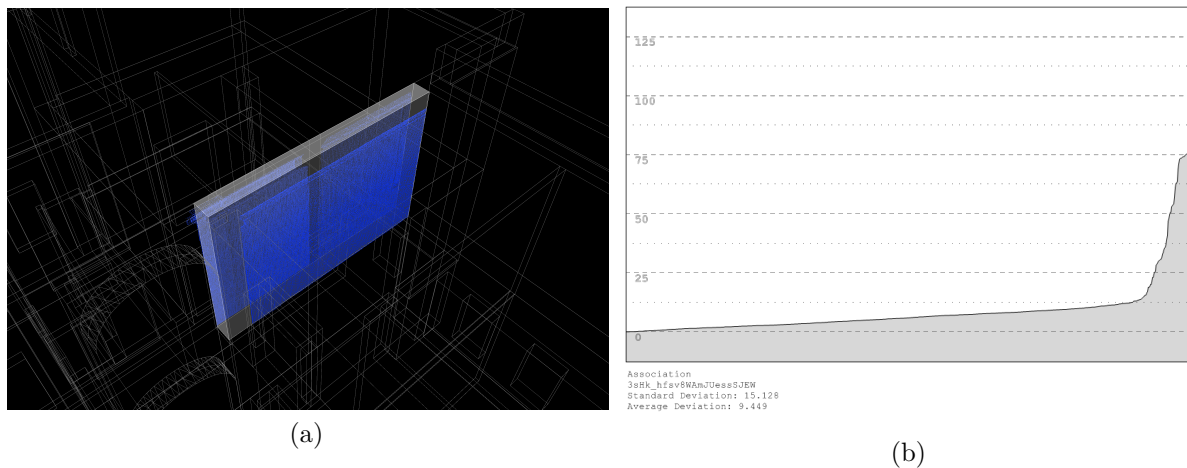 125
100
75
50
25
0
Association
3sHk_hfsv8WAmJUessSJEW
Standard Deviation: 15.128
Average Deviation: 9.449
(a)
(b)